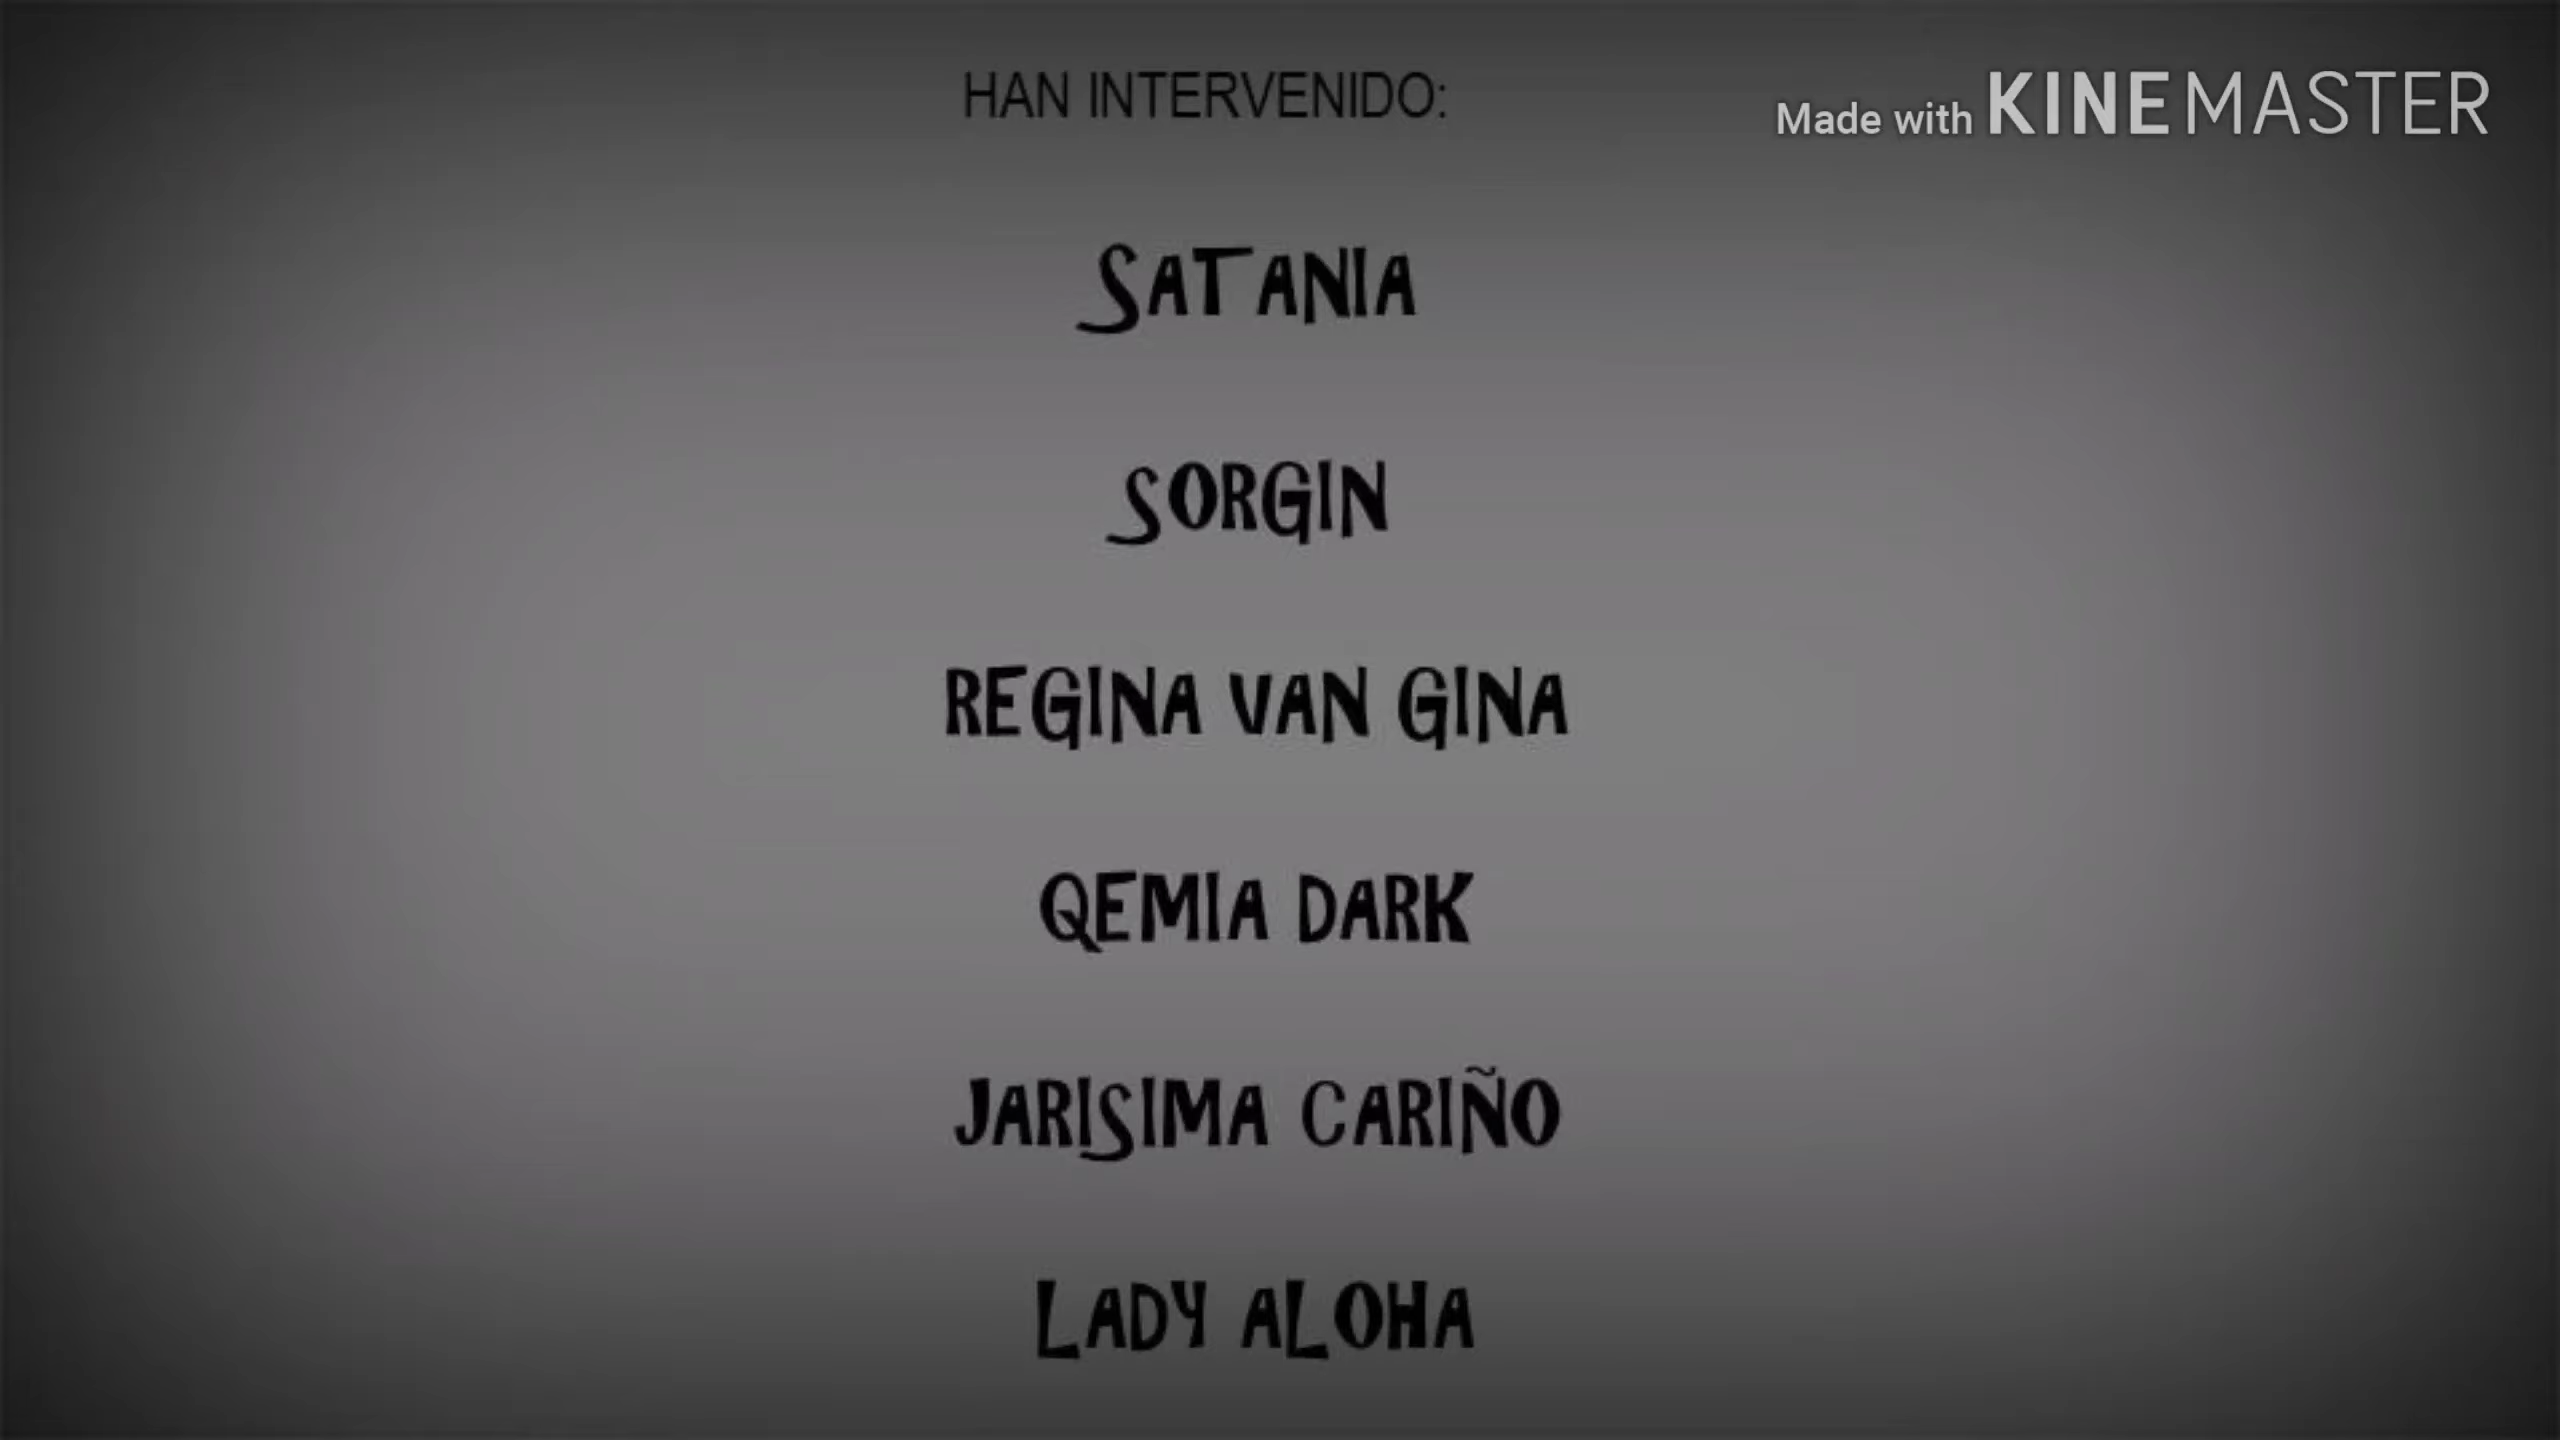 HAN INTERVENIDO:
Made with KINEMASTER
SATANIA
SORGIN
REGINA VAN GINA
QEMIA DARK
JARISIMA CARIÑO
LADY ALOHA